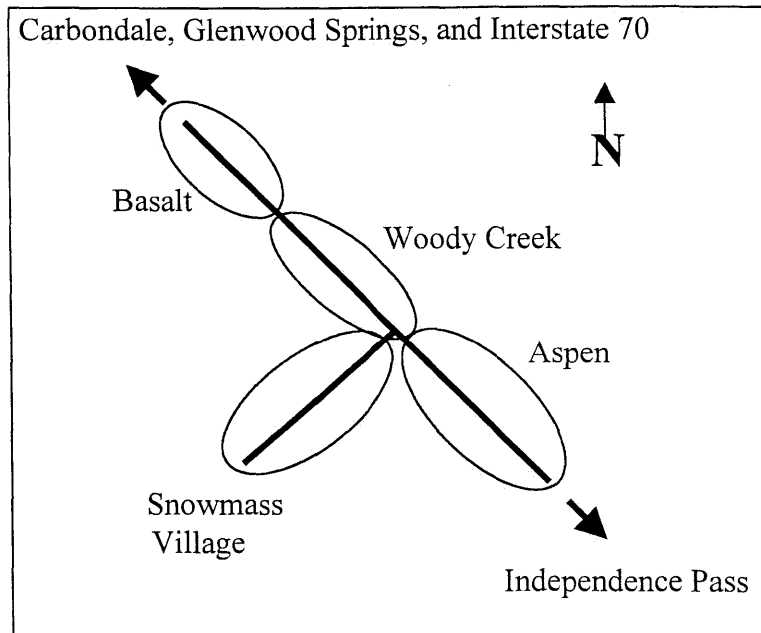 Carbondale, Glenwood Springs, and Interstate 70
N
Basalt
Woody Creek
Aspen
Snowmass
Village
Independence Pass